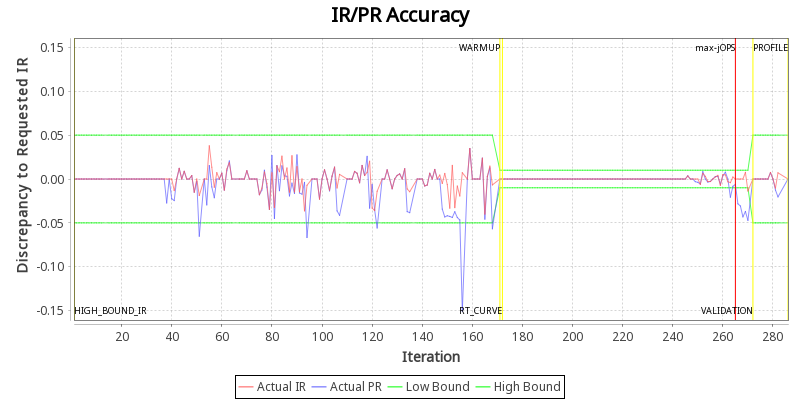 IR/PR Accuracy
Discrepancy to Requested IR
0.15
0.10
0.05
0.00
-0.05
-0.10
-0.15
WARMUP
max-jOPS
PROFILE
HIGH_BOUND_IR
RT_CURVE
VALIDATION
20 40 60 80 100 120 140 160 180 200 220 240 260 280
Iteration
Actual IR Actual PR Low Bound High Bound